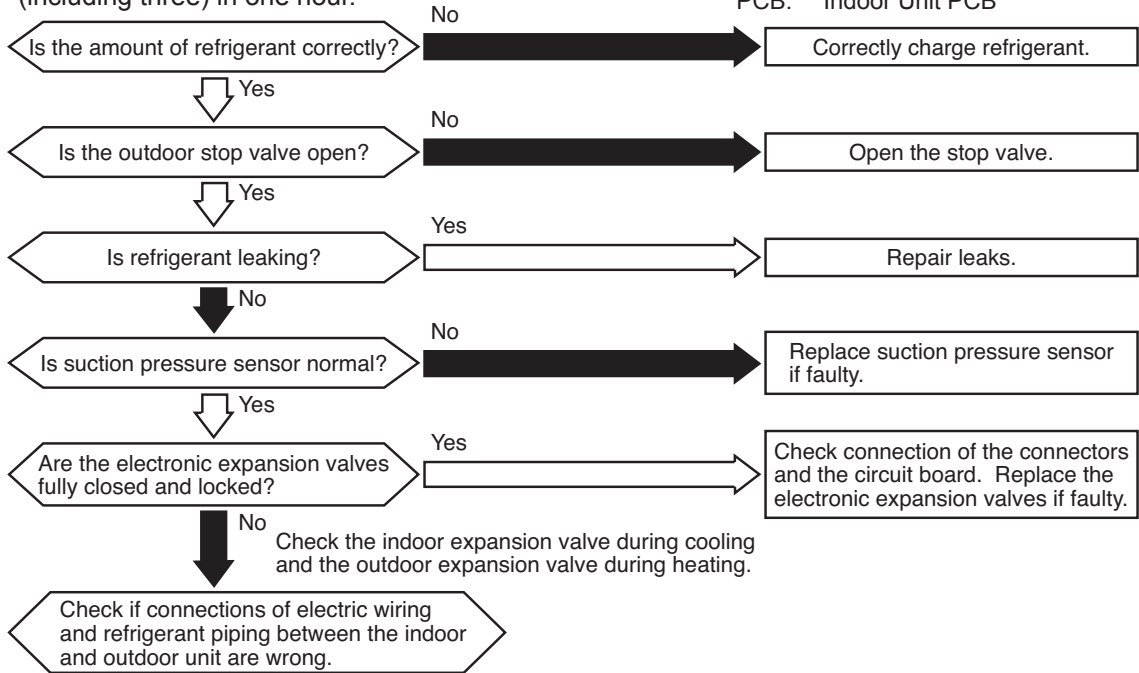 (including three) in one hour.
PCB: Indoor Unit PCB
No
Is the amount of refrigerant correctly?
Correctly charge refrigerant.
Yes
No
Is the outdoor stop valve open?
Open the stop valve.
Yes
Yes
Is refrigerant leaking?
Repair leaks.
No
No
Is suction pressure sensor normal?
Replace suction pressure sensor
if faulty.
Yes
Yes
Are the electronic expansion valves
fully closed and locked?
Check connection of the connectors
and the circuit board. Replace the
electronic expansion valves if faulty.
No
Check the indoor expansion valve during cooling
and the outdoor expansion valve during heating.
Check if connections of electric wiring
and refrigerant piping between the indoor
and outdoor unit are wrong.